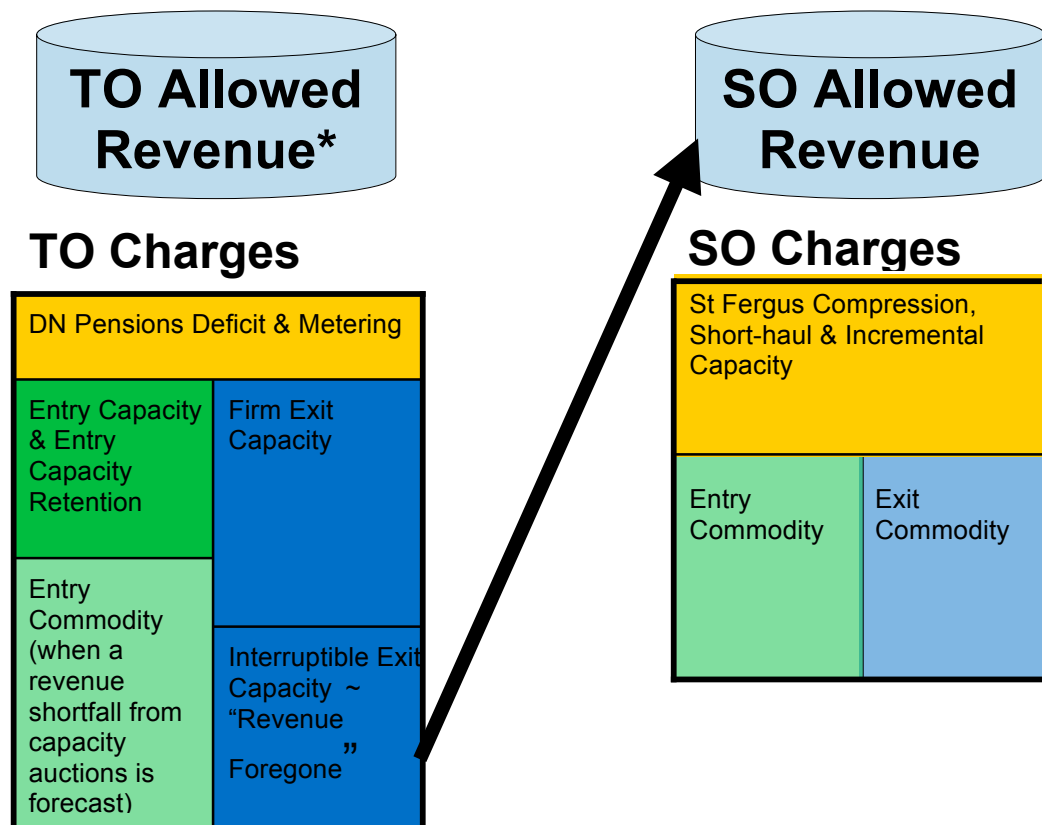 TO Allowed
Revenue*
SO Allowed
Revenue
TO Charges
DN Pensions Deficit & Metering
Entry Capacity
& Entry
Capacity
Retention
Firm Exit
Capacity
Entry
Commodity
(when a
revenue
shortfall from
capacity
auctions is
forecast)
Interruptible Exit
Capacity ~
“Revenue
Foregone”
SO Charges
St Fergus Compression,
Short-haul & Incremental
Capacity
Entry
Commodity
Exit
Commodity